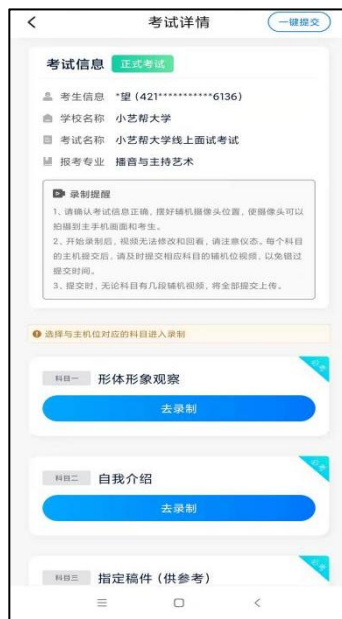 考试详情
一键提交
考试信息 正式考试
考生信息 *望 (421***********6136)
学校名称 小艺帮大学
考试名称 小艺帮大学线上面试考试
报考专业 播音与主持艺术
录制提醒
1、请确认考试信息正确，摆好辅机摄像头位置，使摄像头可以
拍摄到主手机画面和考生。
2、开始录制后，视频无法修改和回看，请注意仪态。每个科目
的主机提交后，请及时提交相应科目的辅机位视频，以免错过
提交时间。
3、提交时，无论科目有几段辅机视频，将全部提交上传。
选择与主机位对应的科目进入录制
科目一 形体形象观察
必考
去录制
科目二 自我介绍
必考
去录制
科目三 指定稿件 (供参考)
必考